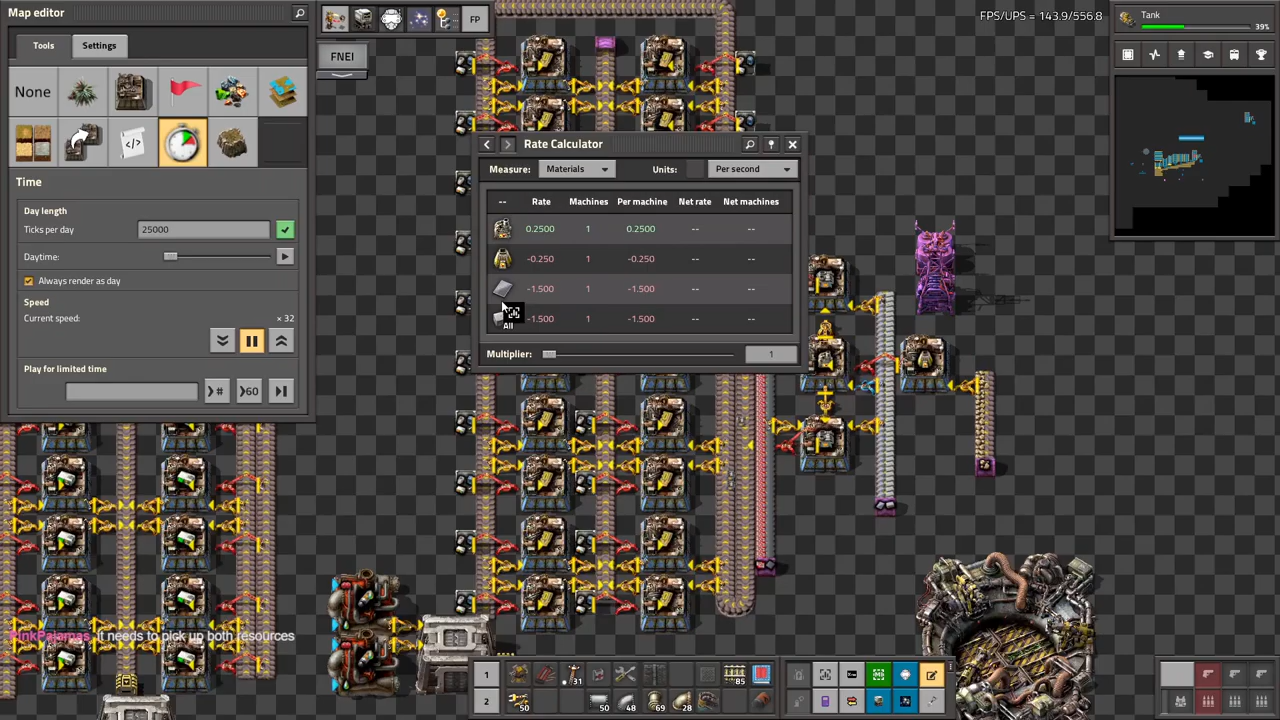 Map editor
Tools
Settings
None
Time
Day length
Ticks per day
25000
Daytime:
Always render as day
Speed
Current speed:
× 32
Play for limited time
#
60
FP
FNEI
FPS/UPS = 143.9/556.8
Tank
39%
Rate Calculator
Measure:
Materials
Units:
Per second
-- Rate Machines Per machine Net rate Net machines
0.2500 1 0.2500 -- --
-0.250 1 -0.250 -- --
-1.500 1 -1.500 -- --
-1.500 1 -1.500 -- --
All
Multiplier:
1
PinkPajamas: it needs to pick up both resources
1
31
85
2
50
50
48
69
28